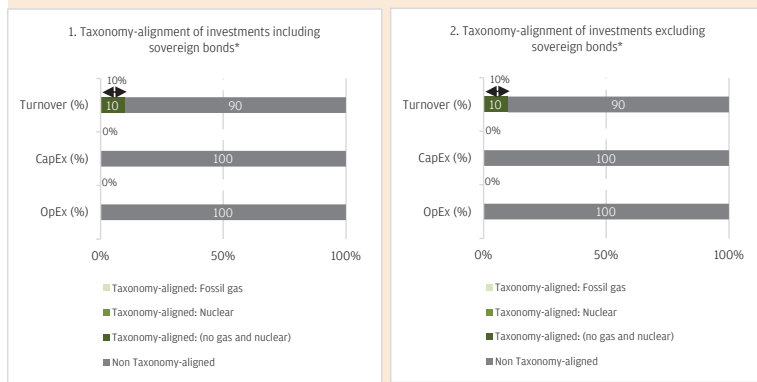 1. Taxonomy-alignment of investments including
sovereign bonds*
10%
Turnover (%)
10
90
0%
CapEx (%)
100
0%
OpEx (%)
100
0%
50%
100%
Taxonomy-aligned: Fossil gas
Taxonomy-aligned: Nuclear
Taxonomy-aligned: (no gas and nuclear)
Non Taxonomy-aligned
2. Taxonomy-alignment of investments excluding
sovereign bonds*
10%
Turnover (%)
10
90
0%
CapEx (%)
100
0%
OpEx (%)
100
0%
50%
100%
Taxonomy-aligned: Fossil gas
Taxonomy-aligned: Nuclear
Taxonomy-aligned: (no gas and nuclear)
Non Taxonomy-aligned